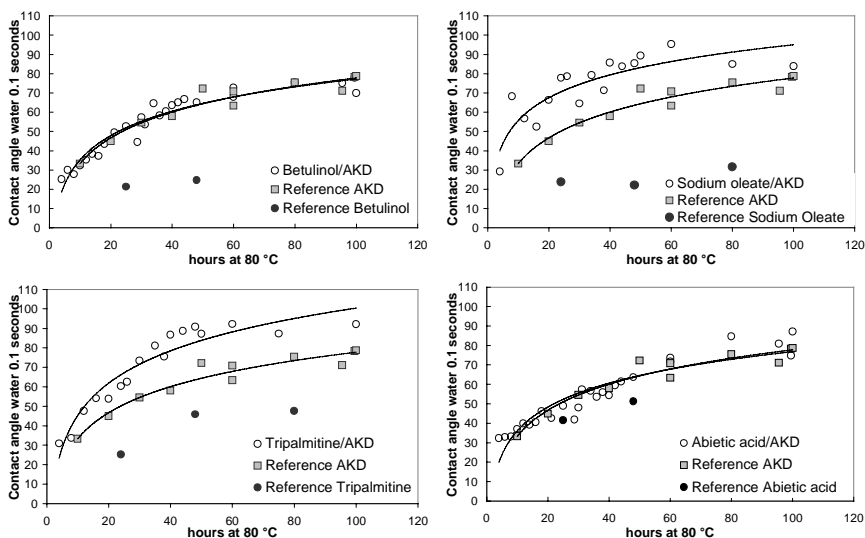 Contact angle water 0.1 seconds
110
100
90
80
70
60
50
40
30
20
10
0
Betulinol/AKD
Reference AKD
Reference Betulinol
0 20 40 60 80 100 120
hours at 80 °C
Contact angle water 0.1 seconds
110
100
90
80
70
60
50
40
30
20
10
0
Sodium oleate/AKD
Reference AKD
Reference Sodium Oleate
0 20 40 60 80 100 120
hours at 80 °C
Contact angle water 0.1 seconds
110
100
90
80
70
60
50
40
30
20
10
0
Tripalmitine/AKD
Reference AKD
Reference Tripalmitine
0 20 40 60 80 100 120
hours at 80 °C
Contact angle water 0.1 seconds
110
100
90
80
70
60
50
40
30
20
10
0
Abietic acid/AKD
Reference AKD
Reference Abietic acid
0 20 40 60 80 100 120
hours at 80 °C